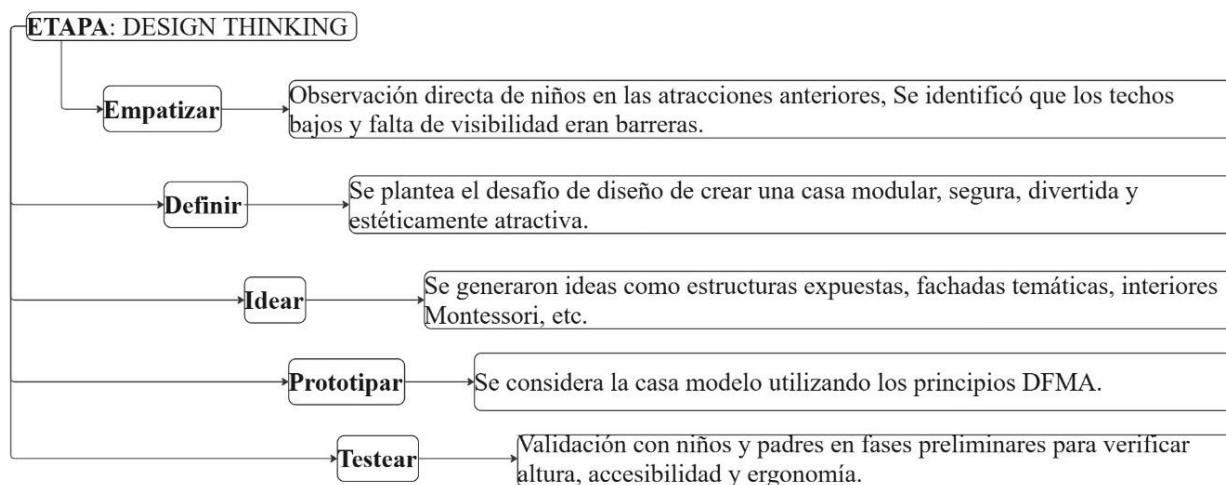 ETAPA: DESIGN THINKING
Empatizar
Observación directa de niños en las atracciones anteriores, Se identificó que los techos
bajos y falta de visibilidad eran barreras.
Definir
Se plantea el desafío de diseño de crear una casa modular, segura, divertida y
estéticamente atractiva.
Idear
Se generaron ideas como estructuras expuestas, fachadas temáticas, interiores
Montessori, etc.
Prototipar
Se considera la casa modelo utilizando los principios DFMA.
Testear
Validación con niños y padres en fases preliminares para verificar
altura, accesibilidad y ergonomía.